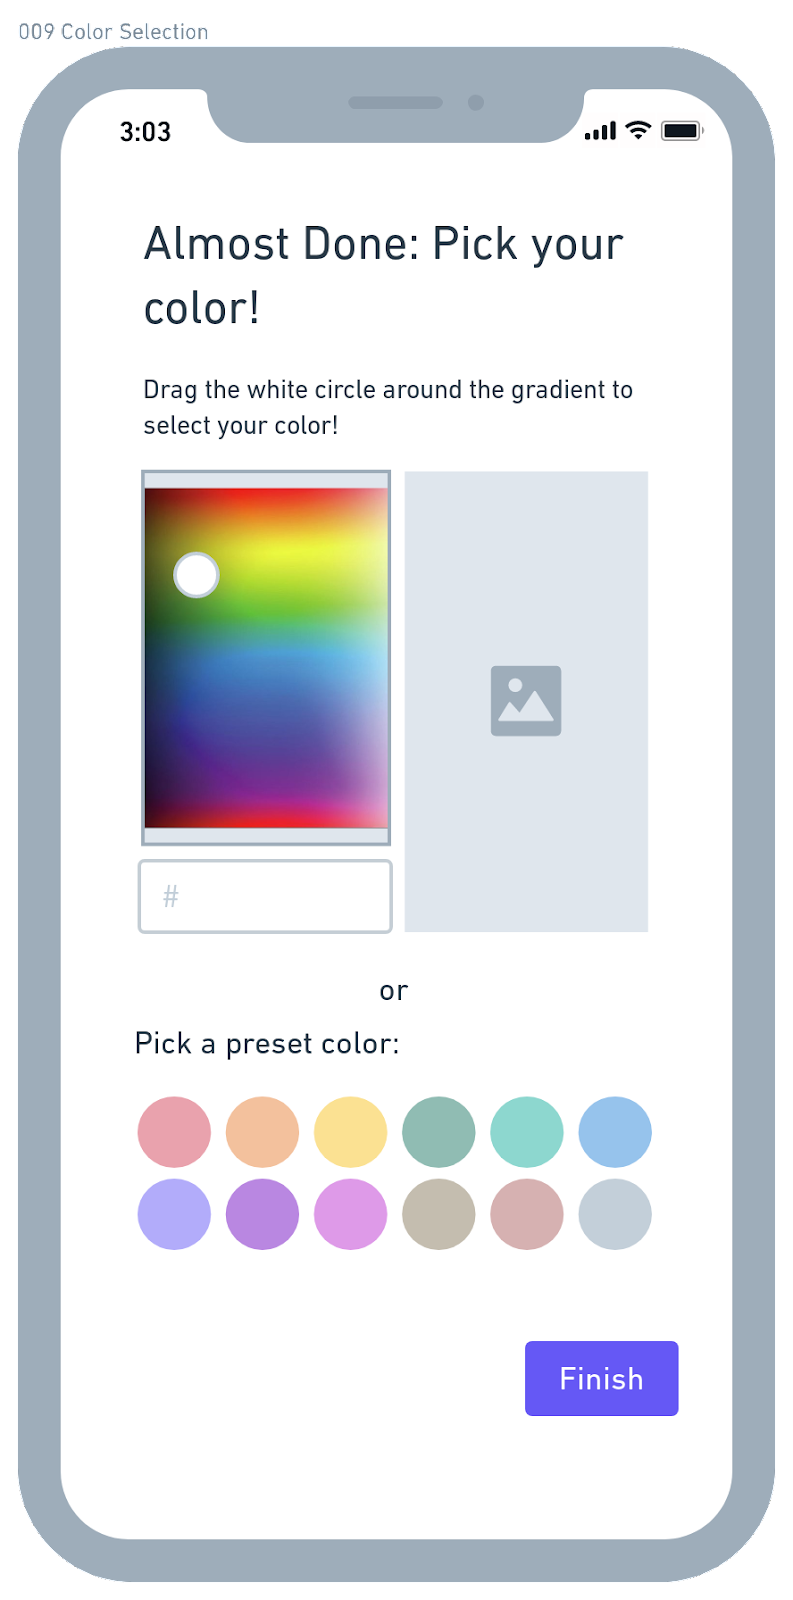 009 Color Selection
3:03
Almost Done: Pick your
color!
Drag the white circle around the gradient to
select your color!
#
or
Pick a preset color:
Finish